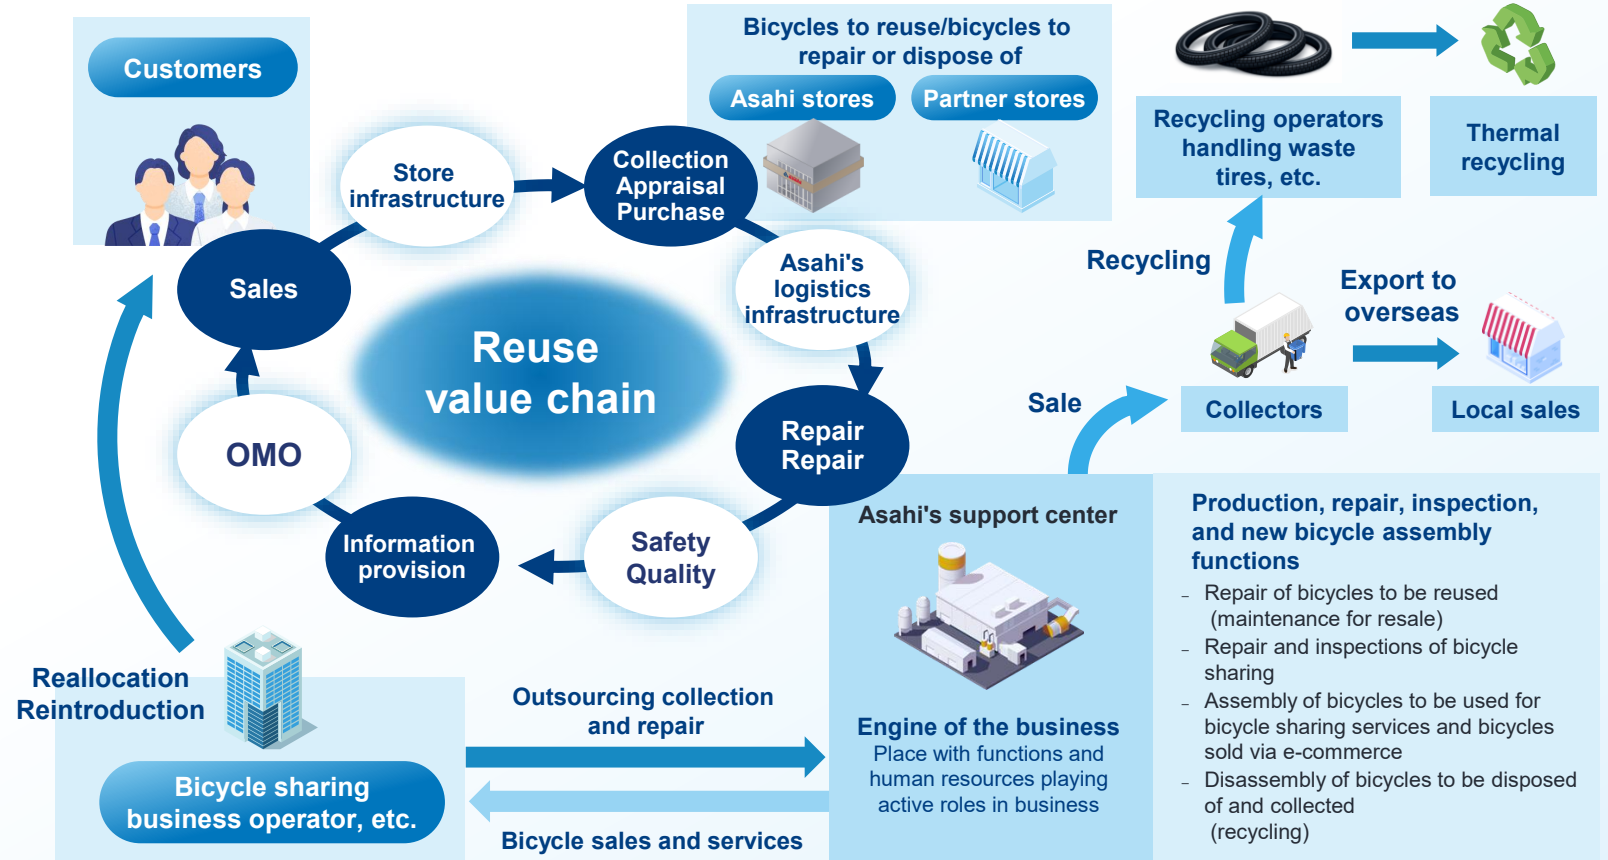 Customers
Store
infrastructure
Sales
Collection
Appraisal
Purchase
Bicycles to reuse/bicycles to
repair or dispose of
Asahi stores
Partner stores
Asahi's
logistics
infrastructure
Reuse
value chain
OMO
Information
provision
Safety
Quality
Repair
Repair
Recycling operators
handling waste
tires, etc.
Thermal
recycling
Recycling
Export to
overseas
Sale
Collectors
Local sales
Reallocation
Reintroduction
Bicycle sharing
business operator, etc.
Outsourcing collection
and repair
Bicycle sales and services
Asahi's support center
Engine of the business
Place with functions and
human resources playing
active roles in business
Production, repair, inspection,
and new bicycle assembly
functions
– Repair of bicycles to be reused
(maintenance for resale)
– Repair and inspections of bicycle
sharing
– Assembly of bicycles to be used for
bicycle sharing services and bicycles
sold via e-commerce
– Disassembly of bicycles to be disposed
of and collected
(recycling)